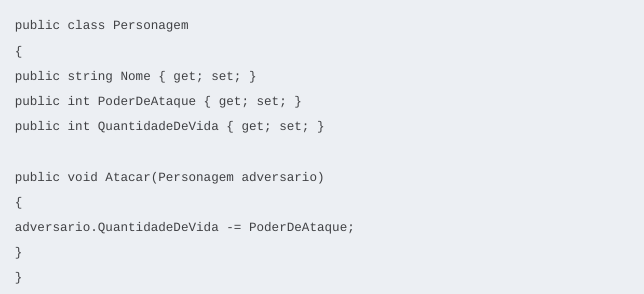 public class Personagem
{
public string Nome { get; set; }
public int PoderDeAtaque { get; set; }
public int QuantidadeDeVida { get; set; }
public void Atacar(Personagem adversario)
{
adversario.QuantidadeDeVida -= PoderDeAtaque;
}
}